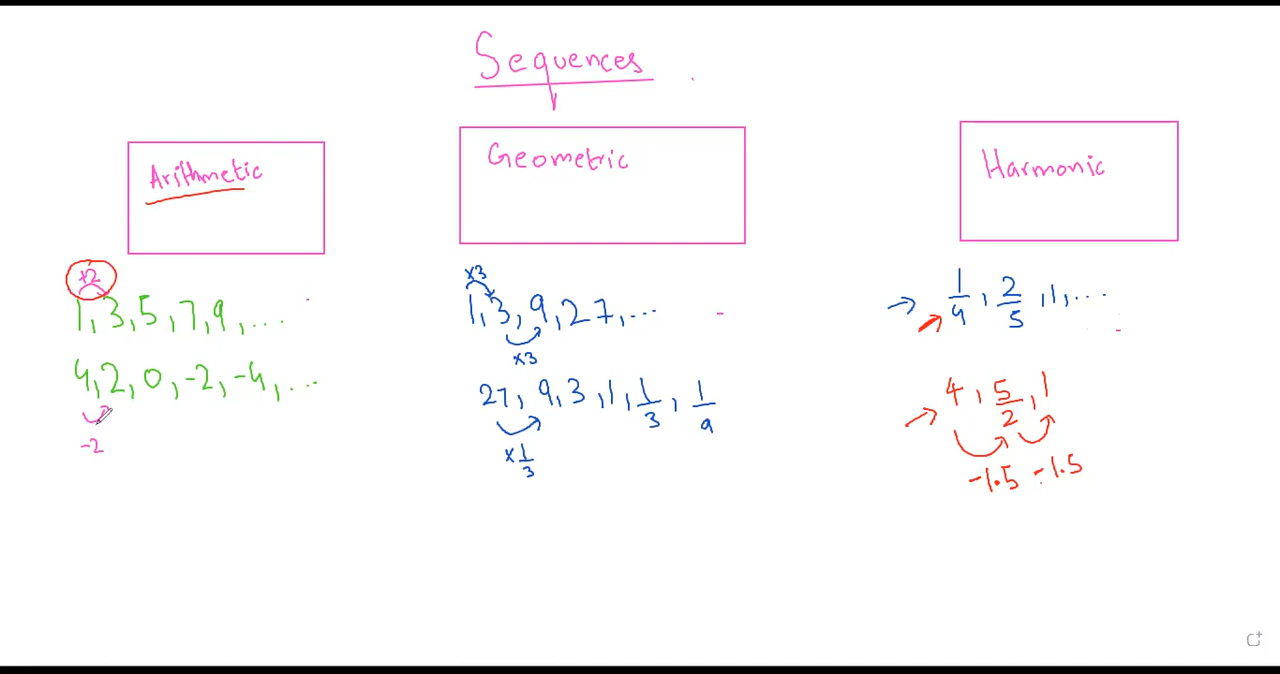 Sequences
Arithmetic
+2
1, 3, 5, 7, 9, ...
4, 2, 0, -2, -4, ...
-2
Geometric
x3
1, 3, 9, 27, ...
x3
27, 9, 3, 1, 1/3, 1/9
x 1/3
Harmonic
→ 1/4, 2/5, 1, ...
→ 4, 5/2, 1
-1.5 -1.5